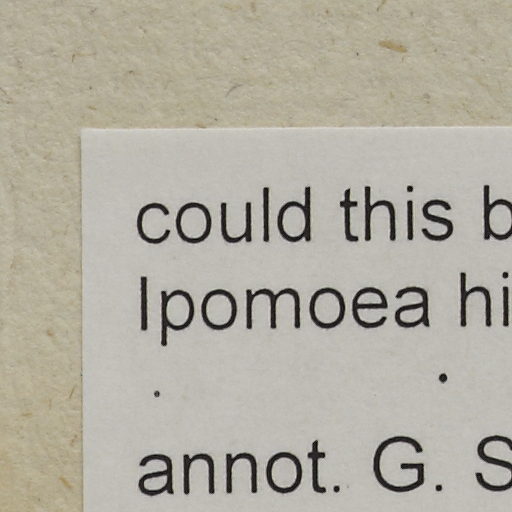 could this b
Ipomoea hi
annot. G. S